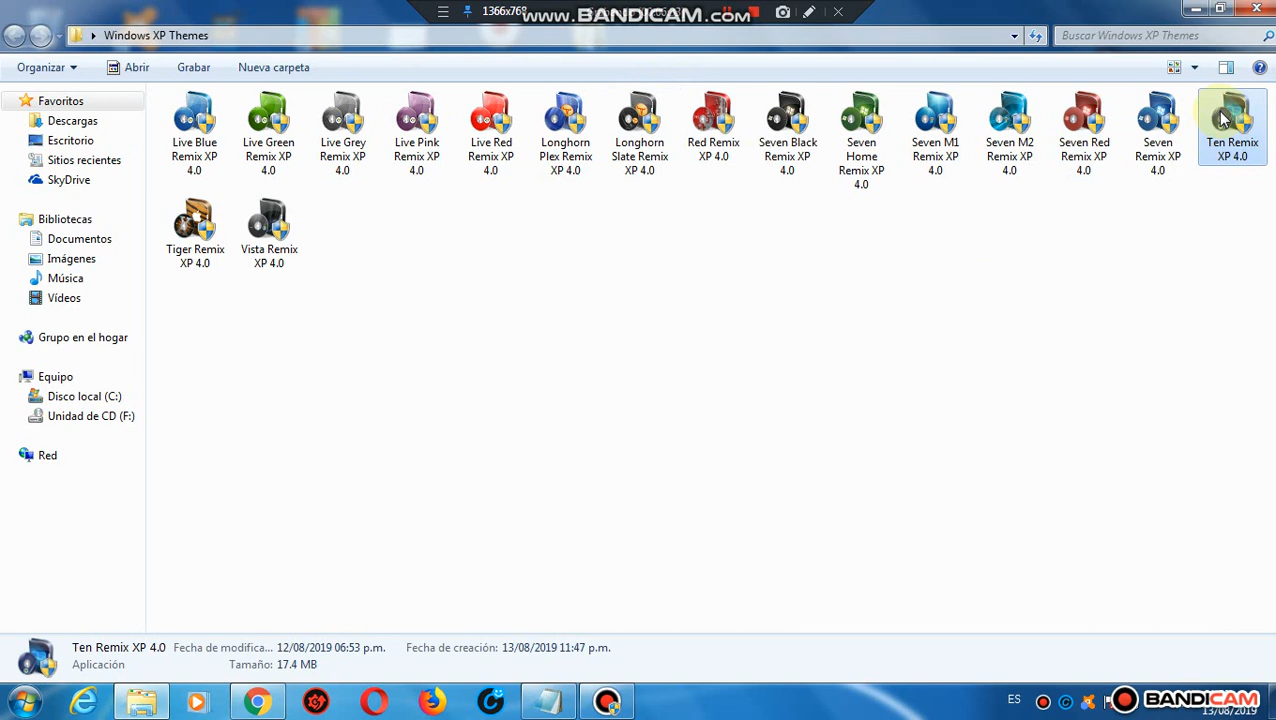 1366x768
www.BANDICAM.com
Windows XP Themes
Buscar Windows XP Themes
Organizar
Abrir
Grabar
Nueva carpeta
Favoritos
Descargas
Escritorio
Sitios recientes
SkyDrive
Bibliotecas
Documentos
Imágenes
Música
Vídeos
Grupo en el hogar
Equipo
Disco local (C:)
Unidad de CD (F:)
Red
Live Blue
Remix XP
4.0
Live Green
Remix XP
4.0
Live Grey
Remix XP
4.0
Live Pink
Remix XP
4.0
Live Red
Remix XP
4.0
Longhorn
Plex Remix
XP 4.0
Longhorn
Slate Remix
XP 4.0
Red Remix
XP 4.0
Seven Black
Remix XP
4.0
Seven
Home
Remix XP
4.0
Seven M1
Remix XP
4.0
Seven M2
Remix XP
4.0
Seven Red
Remix XP
4.0
Seven
Remix XP
4.0
Ten Remix
XP 4.0
Tiger Remix
XP 4.0
Vista Remix
XP 4.0
Ten Remix XP 4.0
Fecha de modifica... 12/08/2019 06:53 p.m.
Fecha de creación: 13/08/2019 11:47 p.m.
Aplicación
Tamaño: 17.4 MB
ES
BANDICAM
13/08/2019